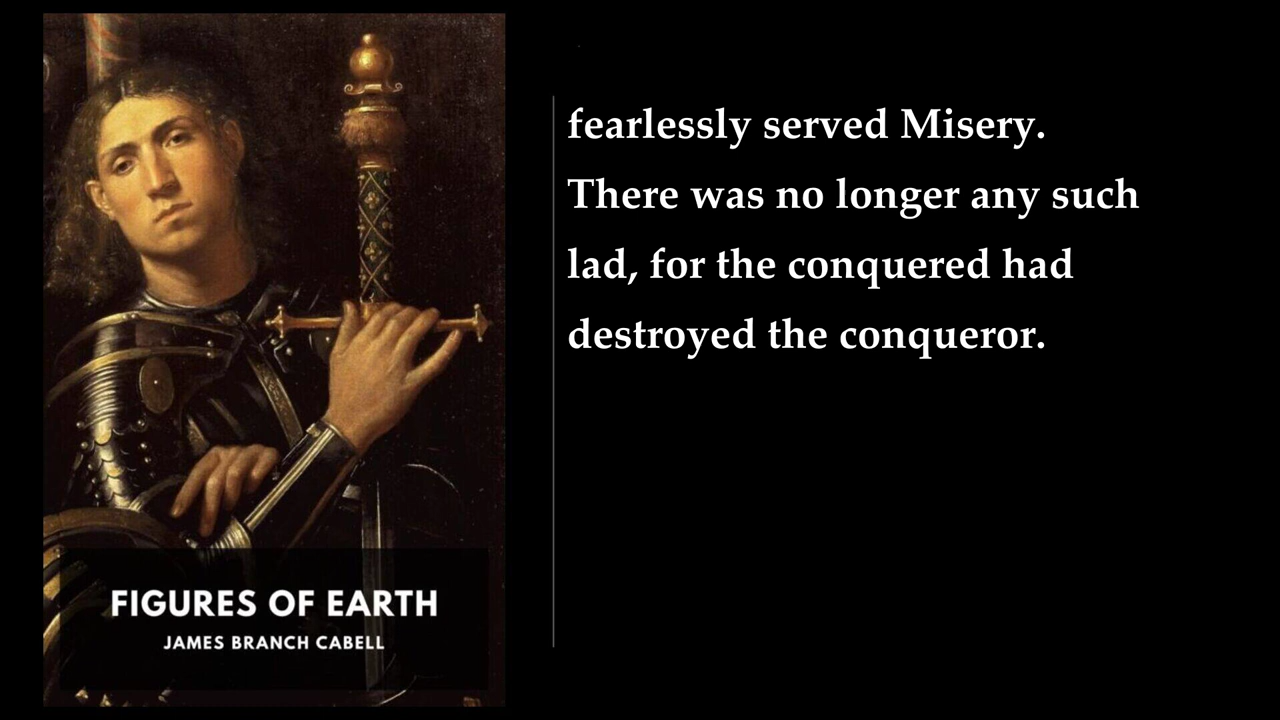 fearlessly served Misery.
There was no longer any such
lad, for the conquered had
destroyed the conqueror.
FIGURES OF EARTH
JAMES BRANCH CABELL